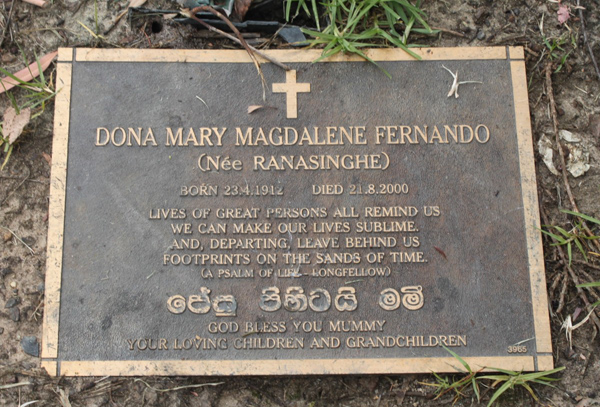 DONA MARY MAGDALENE FERNANDO
(Née RANASINGHE)
BORN 23.4.1912 DIED 21.8.2000
LIVES OF GREAT PERSONS ALL REMIND US
WE CAN MAKE OUR LIVES SUBLIME.
AND, DEPARTING, LEAVE BEHIND US
FOOTPRINTS ON THE SANDS OF TIME.
(A PSALM OF LIFE - LONGFELLOW)
ජේසු පිහිටයි මමී
GOD BLESS YOU MUMMY
YOUR LOVING CHILDREN AND GRANDCHILDREN
3965